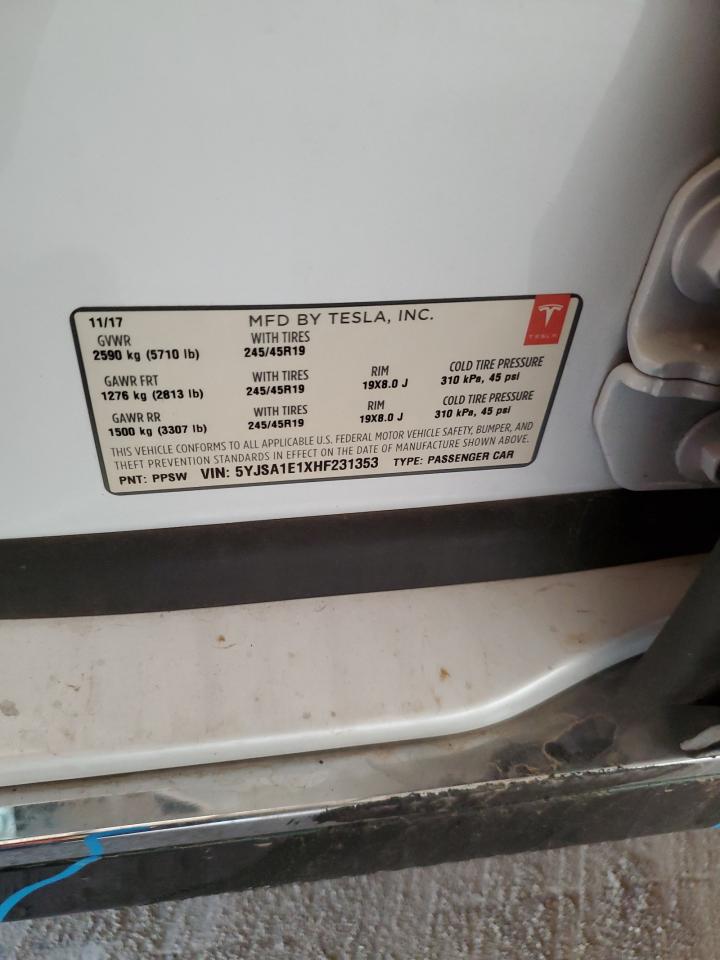 11/17 MFD BY TESLA, INC.
TESLA
GVWR WITH TIRES
2590 kg (5710 lb) 245/45R19
GAWR FRT WITH TIRES RIM COLD TIRE PRESSURE
1276 kg (2813 lb) 245/45R19 19X8.0 J 310 kPa, 45 psi
GAWR RR WITH TIRES RIM COLD TIRE PRESSURE
1500 kg (3307 lb) 245/45R19 19X8.0 J 310 kPa, 45 psi
THIS VEHICLE CONFORMS TO ALL APPLICABLE U.S. FEDERAL MOTOR VEHICLE SAFETY, BUMPER, AND
THEFT PREVENTION STANDARDS IN EFFECT ON THE DATE OF MANUFACTURE SHOWN ABOVE.
PNT: PPSW VIN: 5YJSA1E1XHF231353 TYPE: PASSENGER CAR